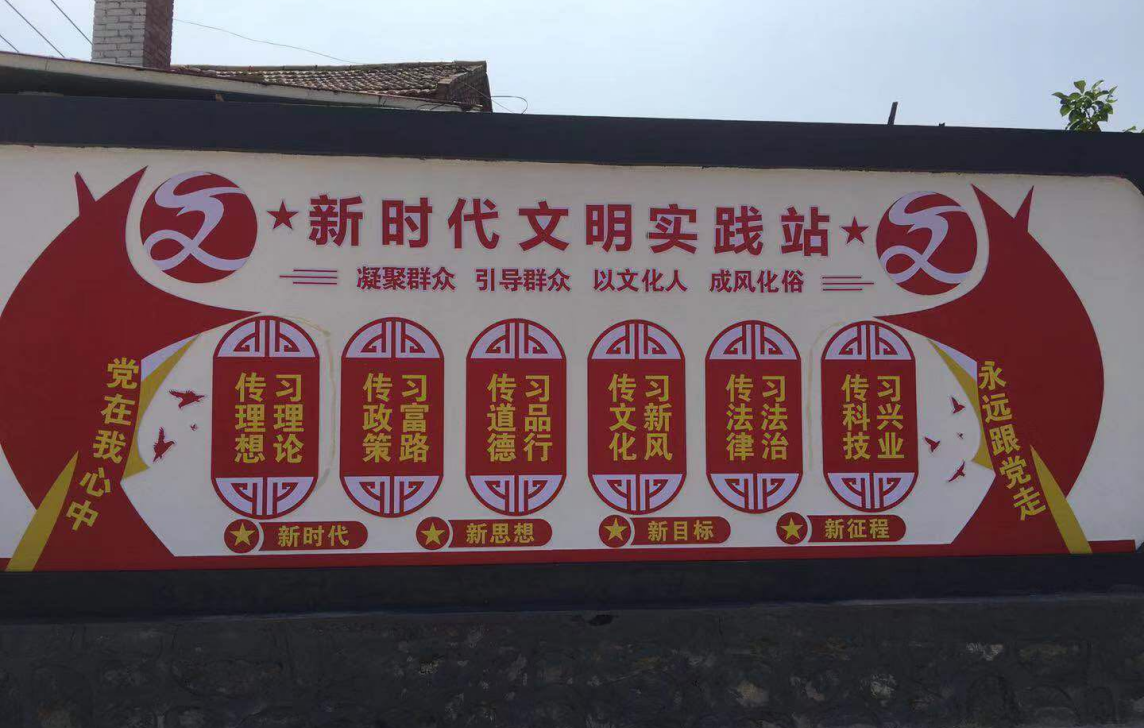 新时代文明实践站
凝聚群众 引导群众 以文化人 成风化俗
党在我心中
传理想
习理论
传政策
习富路
传道德
习品行
传文化
习新风
传法律
习法治
传科技
习兴业
永远跟党走
新时代
新思想
新目标
新征程